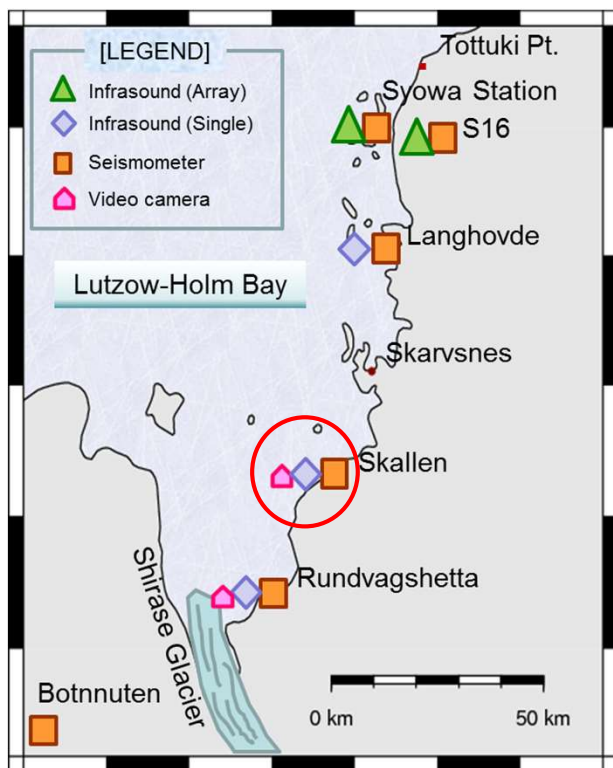 [LEGEND]
Infrasound (Array)
Infrasound (Single)
Seismometer
Video camera
Tottuki Pt.
Syowa Station
S16
Langhovde
Lutzow-Holm Bay
Skarvsnes
Skallen
Rundvagshetta
Shirase Glacier
Botnnuten
0 km
50 km